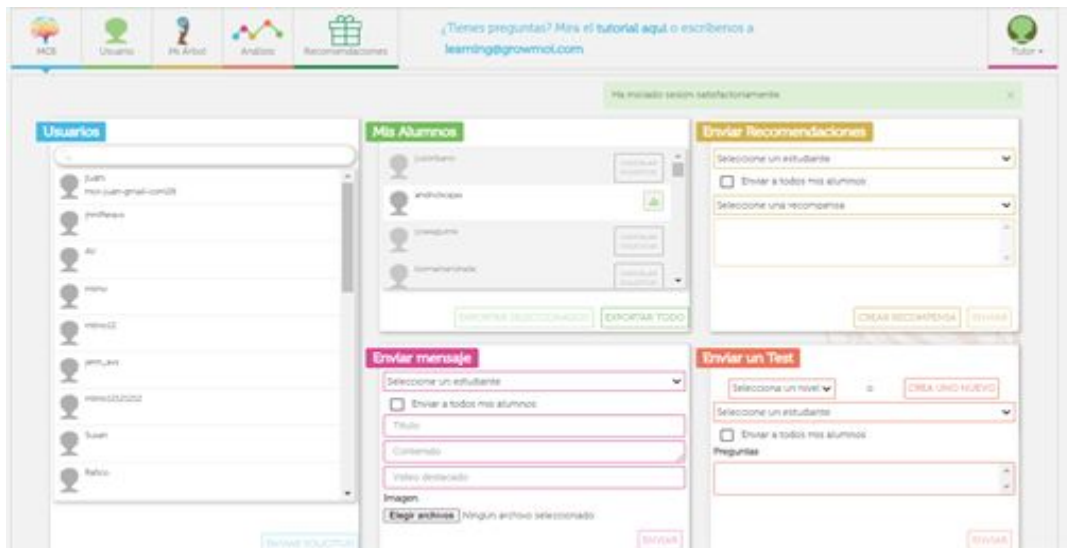 MOI
Usuario
Mi Árbol
Análisis
Recomendaciones
¿Tienes preguntas? Mira el tutorial aquí o escríbenos a
learning@growmoi.com
Tutor
Ha iniciado sesion satisfactoriamente.
Usuarios
juan
Susan
Mis Alumnos
EXPORTAR SELECCIONADOS
EXPORTAR TODO
Enviar Recomendaciones
Seleccione un estudiante
Enviar a todos mis alumnos
Seleccione una recompensa
CREAR RECOMPENSA
ENVIAR
Enviar mensaje
Seleccione un estudiante
Enviar a todos mis alumnos
Título
Contenido
Video destacado
Imagen
Elegir archivos Ningún archivo seleccionado
ENVIAR
Enviar un Test
Selecciona un nivel
o
CREA UNO NUEVO
Seleccione un estudiante
Enviar a todos mis alumnos
Preguntas
ENVIAR
ENVIAR SOLICITUD